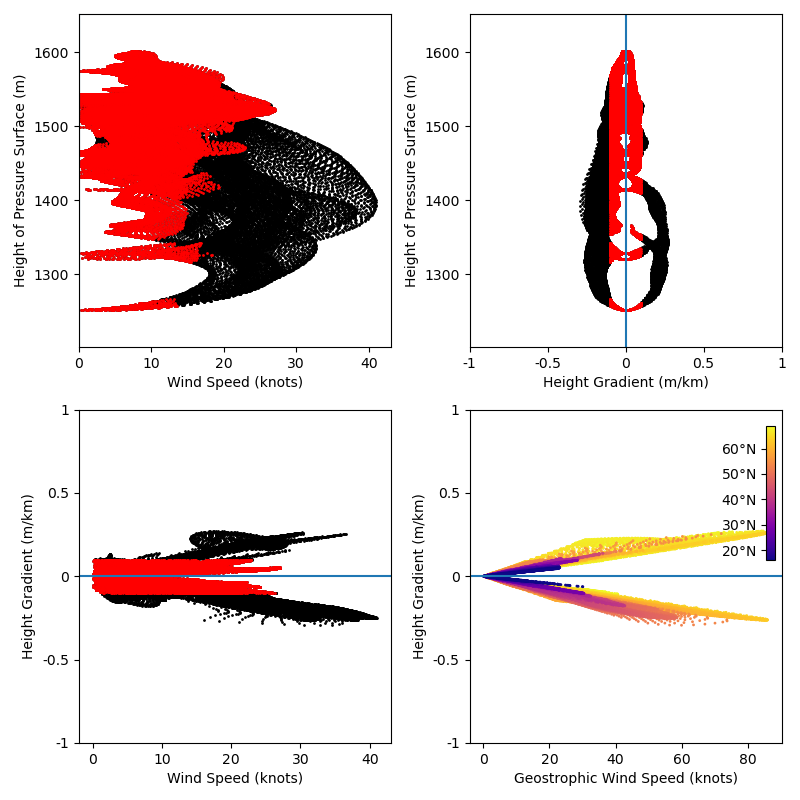 1600
1500
1400
1300
Height of Pressure Surface (m)
0
10
20
30
40
Wind Speed (knots)
1600
1500
1400
1300
Height of Pressure Surface (m)
-1
-0.5
0
0.5
1
Height Gradient (m/km)
1
0.5
0
-0.5
-1
Height Gradient (m/km)
0
10
20
30
40
Wind Speed (knots)
1
0.5
0
-0.5
-1
Height Gradient (m/km)
60°N
50°N
40°N
30°N
20°N
0
20
40
60
80
Geostrophic Wind Speed (knots)